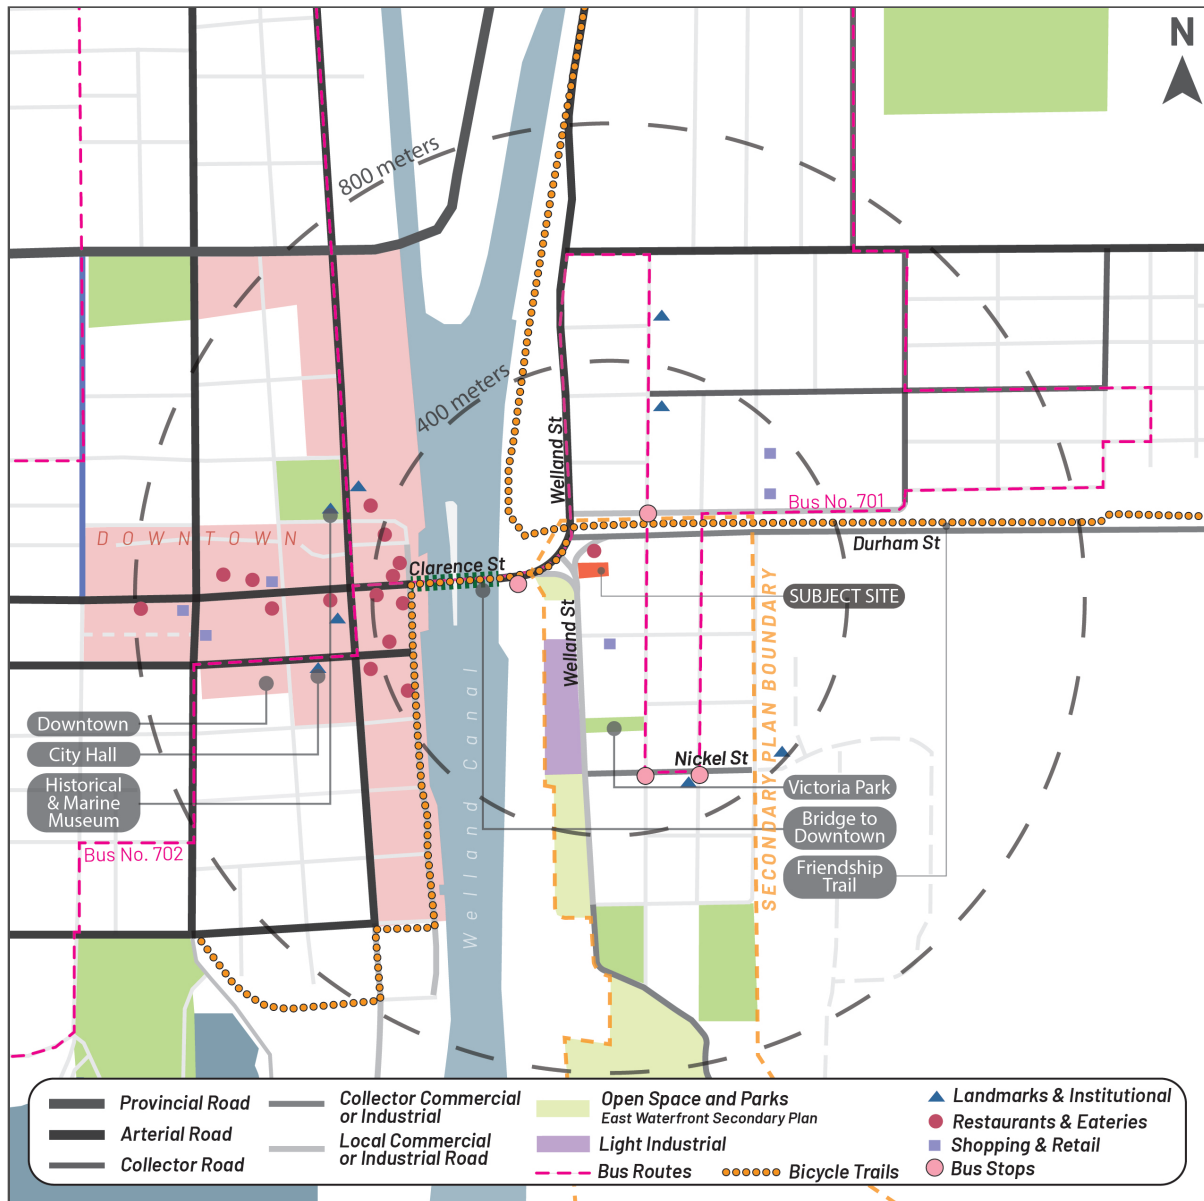 N
800 meters
400 meters
Welland St
Bus No. 701
DOWNTOWN
Clarence St
Durham St
SUBJECT SITE
Welland St
SECONDARY PLAN BOUNDARY
Welland Canal
Downtown
City Hall
Historical
& Marine
Museum
Nickel St
Victoria Park
Bridge to
Downtown
Friendship
Trail
Bus No. 702
Provincial Road
Arterial Road
Collector Road
Collector Commercial
or Industrial
Local Commercial
or Industrial Road
Open Space and Parks
East Waterfront Secondary Plan
Light Industrial
Bus Routes
Bicycle Trails
Landmarks & Institutional
Restaurants & Eateries
Shopping & Retail
Bus Stops